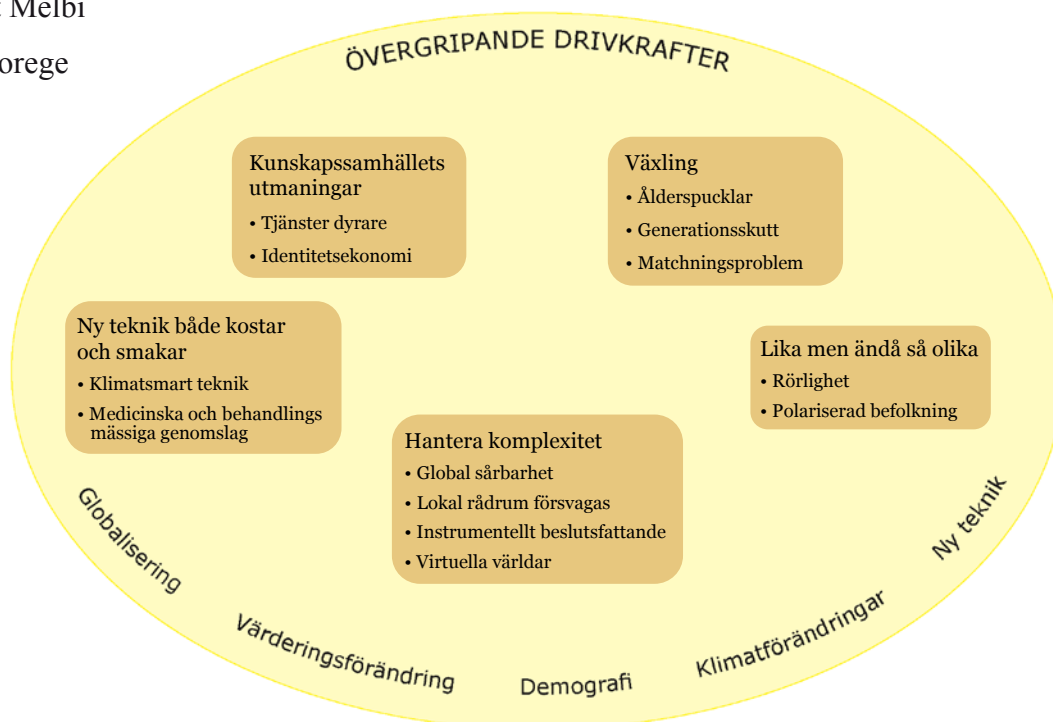 Melbi
orege
ÖVERGRIPANDE DRIVKRAFTER
Kunskapssamhällets
utmaningar
• Tjänster dyrare
• Identitetsekonomi
Växling
• Ålderspucklar
• Generationsskutt
• Matchningsproblem
Ny teknik både kostar
och smakar
• Klimatsmart teknik
• Medicinska och behandlings
mässiga genomslag
Lika men ändå så olika
• Rörlighet
• Polariserad befolkning
Hantera komplexitet
• Global sårbarhet
• Lokal rådrum försvagas
• Instrumentellt beslutsfattande
• Virtuella världar
Globalisering
Värderingsförändring
Demografi
Klimatförändringar
Ny teknik